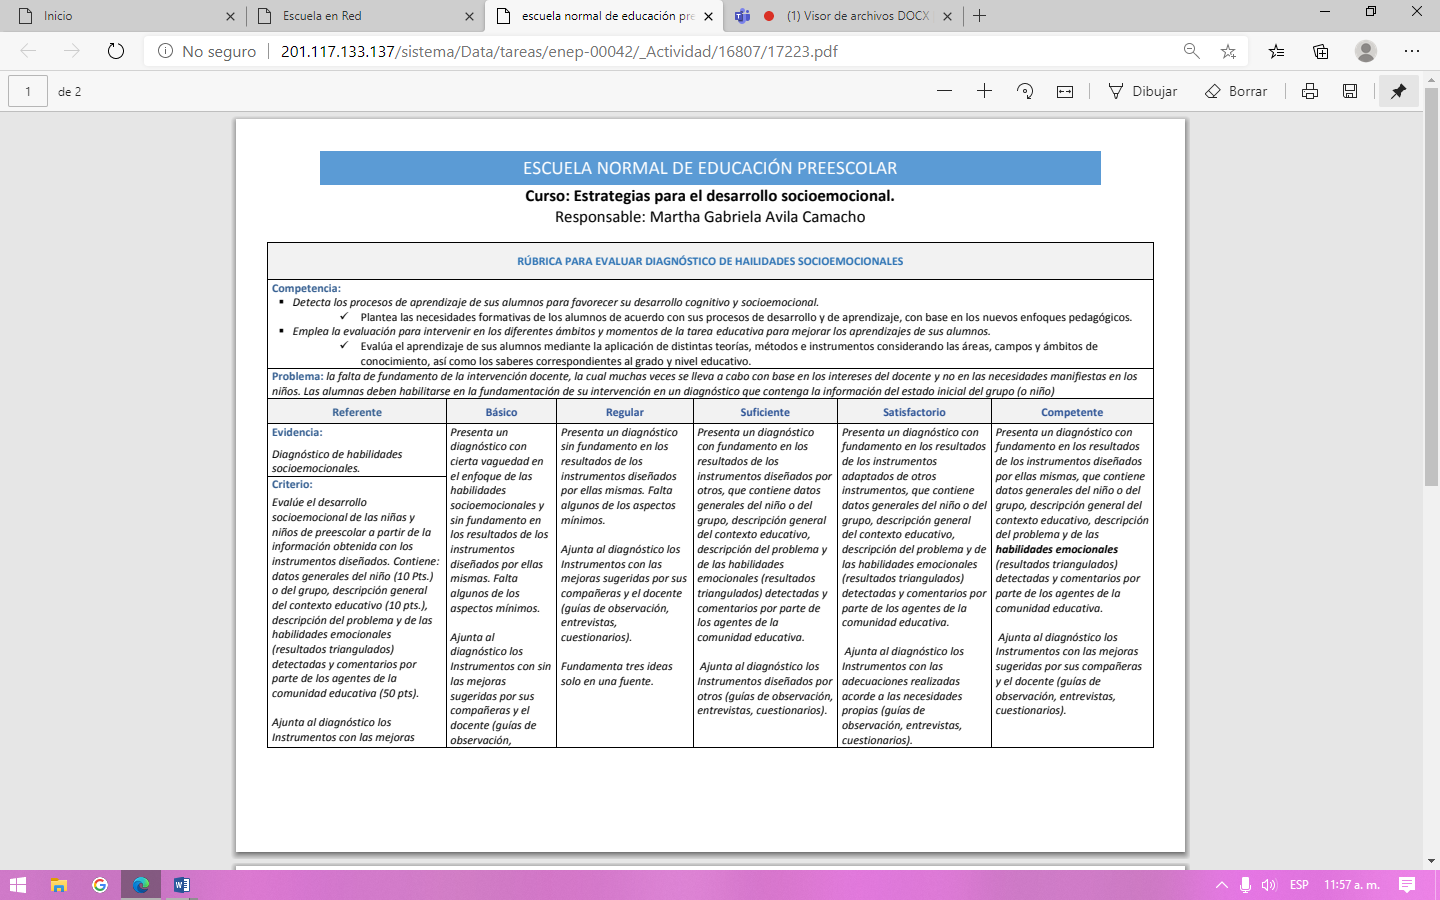 Inicio
Escuela en Red
escuela normal de educación pre
(1) Visor de archivos DOCX
No seguro
201.117.133.137/sistema/Data/tareas/enep-00042/_Actividad/16807/17223.pdf
1 de 2
Dibujar
Borrar
ESCUELA NORMAL DE EDUCACIÓN PREESCOLAR
Curso: Estrategias para el desarrollo socioemocional.
Responsable: Martha Gabriela Avila Camacho
RÚBRICA PARA EVALUAR DIAGNÓSTICO DE HAILIDADES SOCIOEMOCIONALES
Competencia:
▪ Detecta los procesos de aprendizaje de sus alumnos para favorecer su desarrollo cognitivo y socioemocional.
✓ Plantea las necesidades formativas de los alumnos de acuerdo con sus procesos de desarrollo y de aprendizaje, con base en los nuevos enfoques pedagógicos.
▪ Emplea la evaluación para intervenir en los diferentes ámbitos y momentos de la tarea educativa para mejorar los aprendizajes de sus alumnos.
✓ Evalúa el aprendizaje de sus alumnos mediante la aplicación de distintas teorías, métodos e instrumentos considerando las áreas, campos y ámbitos de
conocimiento, así como los saberes correspondientes al grado y nivel educativo.
Problema: la falta de fundamento de la intervención docente, la cual muchas veces se lleva a cabo con base en los intereses del docente y no en las necesidades manifiestas en los
niños. Las alumnas deben habilitarse en la fundamentación de su intervención en un diagnóstico que contenga la información del estado inicial del grupo (o niño)
Referente
Básico
Regular
Suficiente
Satisfactorio
Competente
Evidencia:
Diagnóstico de habilidades
socioemocionales.
Criterio:
Evalúe el desarrollo
socioemocional de las niñas y
niños de preescolar a partir de la
información obtenida con los
instrumentos diseñados. Contiene:
datos generales del niño (10 Pts.)
o del grupo, descripción general
del contexto educativo (10 pts.),
descripción del problema y de las
habilidades emocionales
(resultados triangulados)
detectadas y comentarios por
parte de los agentes de la
comunidad educativa (50 pts).
Ajunta al diagnóstico los
Instrumentos con las mejoras
Presenta un
diagnóstico con
cierta vaguedad en
el enfoque de las
habilidades
socioemocionales y
sin fundamento en
los resultados de los
instrumentos
diseñados por ellas
mismas. Falta
algunos de los
aspectos mínimos.
Ajunta al
diagnóstico los
Instrumentos con sin
las mejoras
sugeridas por sus
compañeras y el
docente (guías de
observación,
Presenta un diagnóstico
sin fundamento en los
resultados de los
instrumentos diseñados
por ellas mismas. Falta
algunos de los aspectos
mínimos.
Ajunta al diagnóstico los
Instrumentos con las
mejoras sugeridas por sus
compañeras y el docente
(guías de observación,
entrevistas,
cuestionarios).
Fundamenta tres ideas
solo en una fuente.
Presenta un diagnóstico
con fundamento en los
resultados de los
instrumentos diseñados por
otros, que contiene datos
generales del niño o del
grupo, descripción general
del contexto educativo,
descripción del problema y
de las habilidades
emocionales (resultados
triangulados) detectadas y
comentarios por parte de
los agentes de la
comunidad educativa.
Ajunta al diagnóstico los
Instrumentos diseñados por
otros (guías de observación,
entrevistas, cuestionarios).
Presenta un diagnóstico con
fundamento en los resultados
de los instrumentos
adaptados de otros
instrumentos, que contiene
datos generales del niño o del
grupo, descripción general
del contexto educativo,
descripción del problema y de
las habilidades emocionales
(resultados triangulados)
detectadas y comentarios por
parte de los agentes de la
comunidad educativa.
Ajunta al diagnóstico los
Instrumentos con las
adecuaciones realizadas
acorde a las necesidades
propias (guías de
observación, entrevistas,
cuestionarios).
Presenta un diagnóstico con
fundamento en los resultados
de los instrumentos diseñados
por ellas mismas, que contiene
datos generales del niño o del
grupo, descripción general del
contexto educativo, descripción
del problema y de las
habilidades emocionales
(resultados triangulados)
detectadas y comentarios por
parte de los agentes de la
comunidad educativa.
Ajunta al diagnóstico los
Instrumentos con las mejoras
sugeridas por sus compañeras
y el docente (guías de
observación, entrevistas,
cuestionarios).
ESP
11:57 a. m.